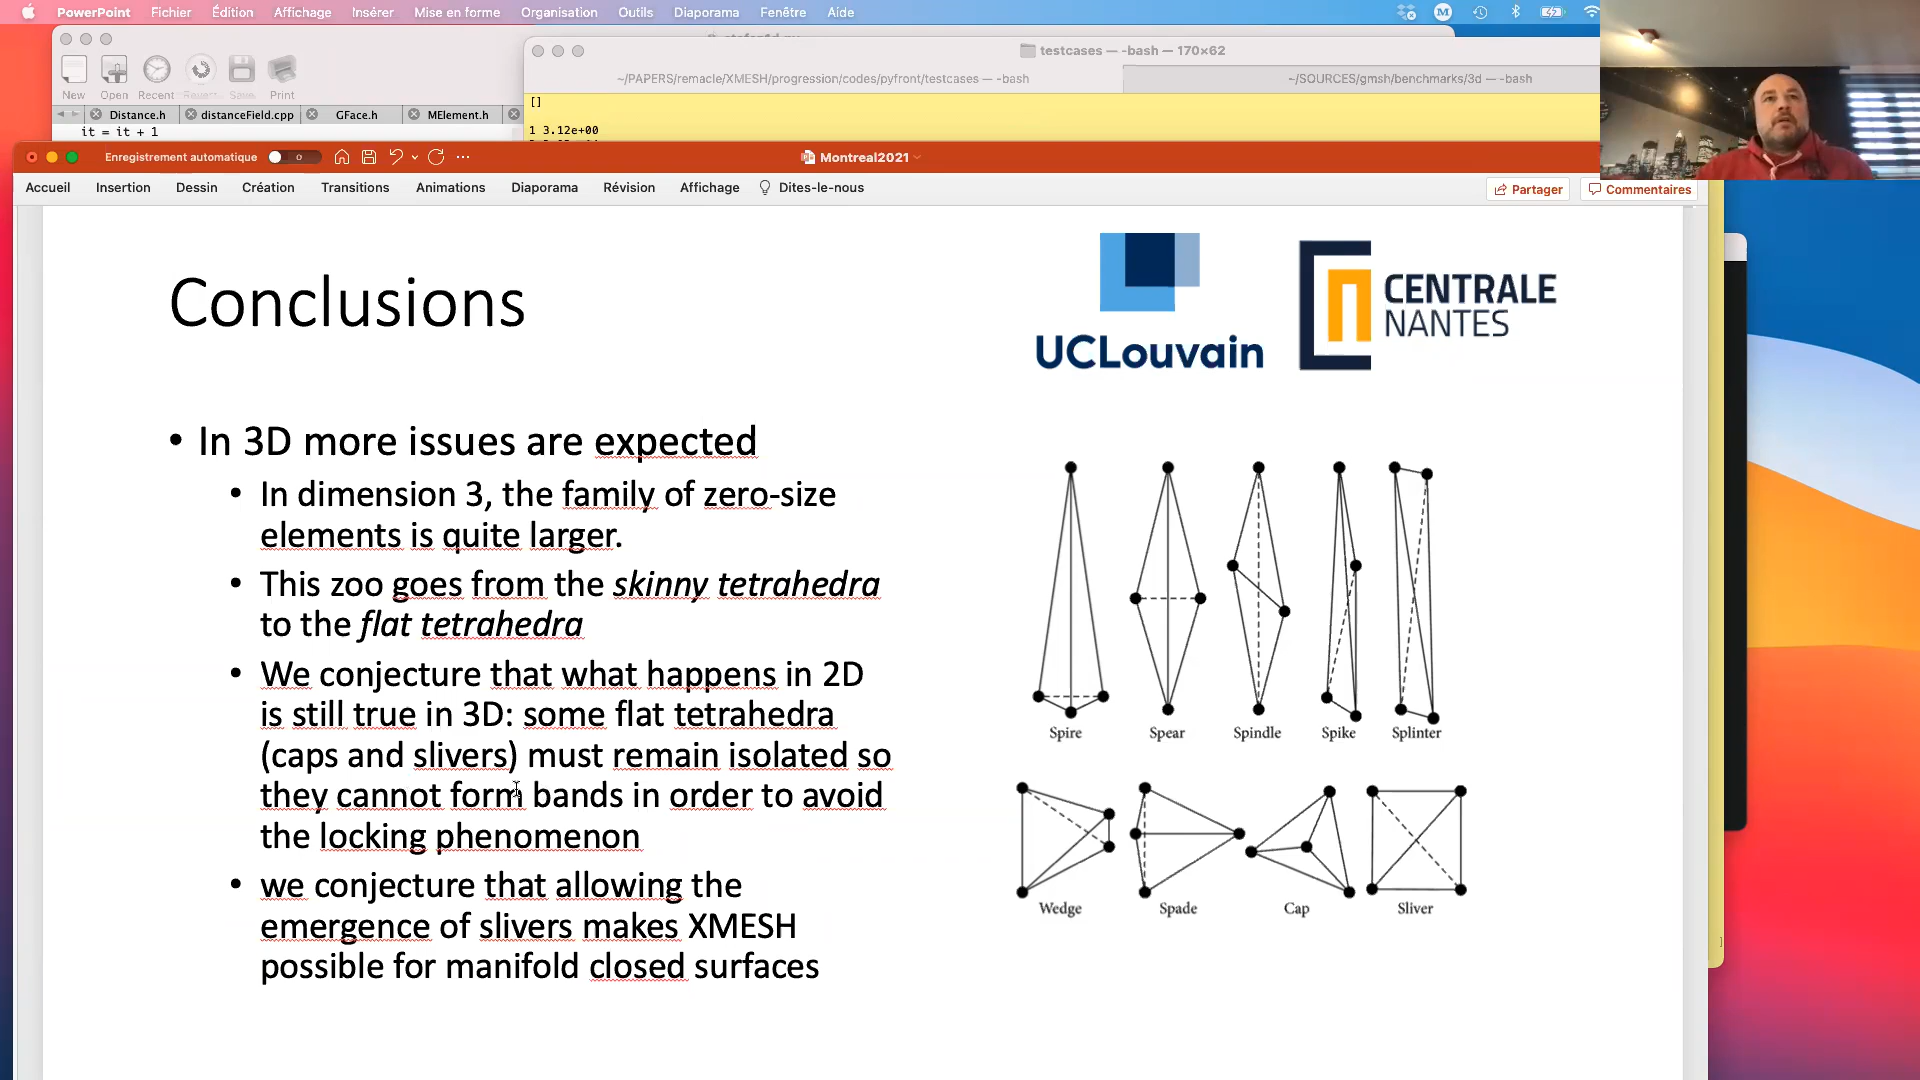 PowerPoint Fichier Édition Affichage Insérer Mise en forme Organisation Outils Diaporama Fenêtre Aide
testcases — -bash — 170×62
New Open Recent Save Print
~/PAPERS/remacle/XMESH/progression/codes/pyfront/testcases — -bash
~/SOURCES/gmsh/benchmarks/3d — -bash
Distance.h distanceField.cpp GFace.h MElement.h
[]
it = it + 1
1 3.12e+00
Enregistrement automatique
Montreal2021
Accueil Insertion Dessin Création Transitions Animations Diaporama Révision Affichage Dites-le-nous
Partager Commentaires
Conclusions
UCLouvain
CENTRALE
NANTES
• In 3D more issues are expected
• In dimension 3, the family of zero-size
elements is quite larger.
• This zoo goes from the skinny tetrahedra
to the flat tetrahedra
• We conjecture that what happens in 2D
is still true in 3D: some flat tetrahedra
(caps and slivers) must remain isolated so
they cannot form bands in order to avoid
the locking phenomenon
• we conjecture that allowing the
emergence of slivers makes XMESH
possible for manifold closed surfaces
Spire Spear Spindle Spike Splinter
Wedge Spade Cap Sliver